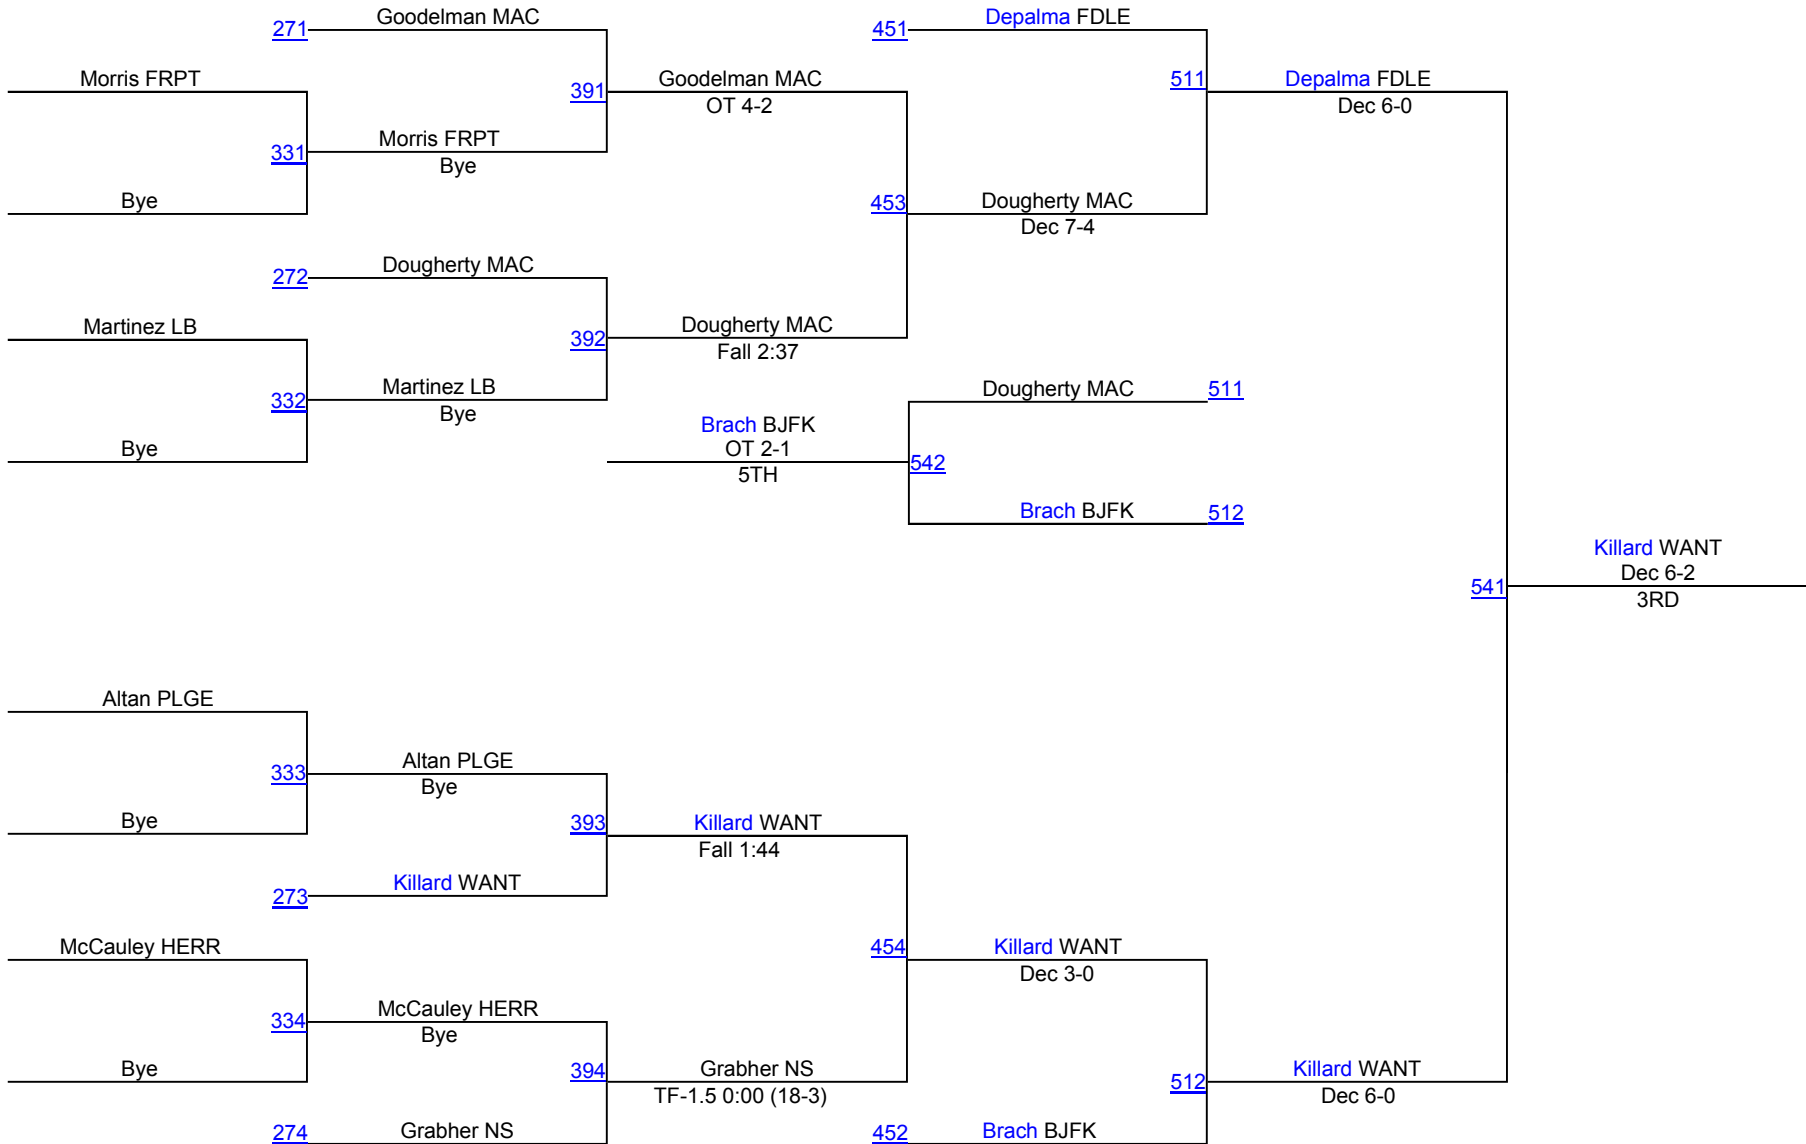 Goodelman MAC
271
Depalma FDLE
451
Morris FRPT
391
Goodelman MAC
OT 4-2
511
Depalma FDLE
Dec 6-0
331
Morris FRPT
Bye
Bye
453
Dougherty MAC
Dec 7-4
272
Dougherty MAC
Martinez LB
392
Dougherty MAC
Fall 2:37
332
Martinez LB
Bye
Dougherty MAC
511
Bye
Brach BJFK
OT 2-1
5TH
542
Brach BJFK
512
541
Killard WANT
Dec 6-2
3RD
Altan PLGE
333
Altan PLGE
Bye
Bye
393
Killard WANT
Fall 1:44
273
Killard WANT
McCauley HERR
454
Killard WANT
Dec 3-0
334
McCauley HERR
Bye
Bye
394
Grabher NS
TF-1.5 0:00 (18-3)
512
Killard WANT
Dec 6-0
274
Grabher NS
452
Brach BJFK